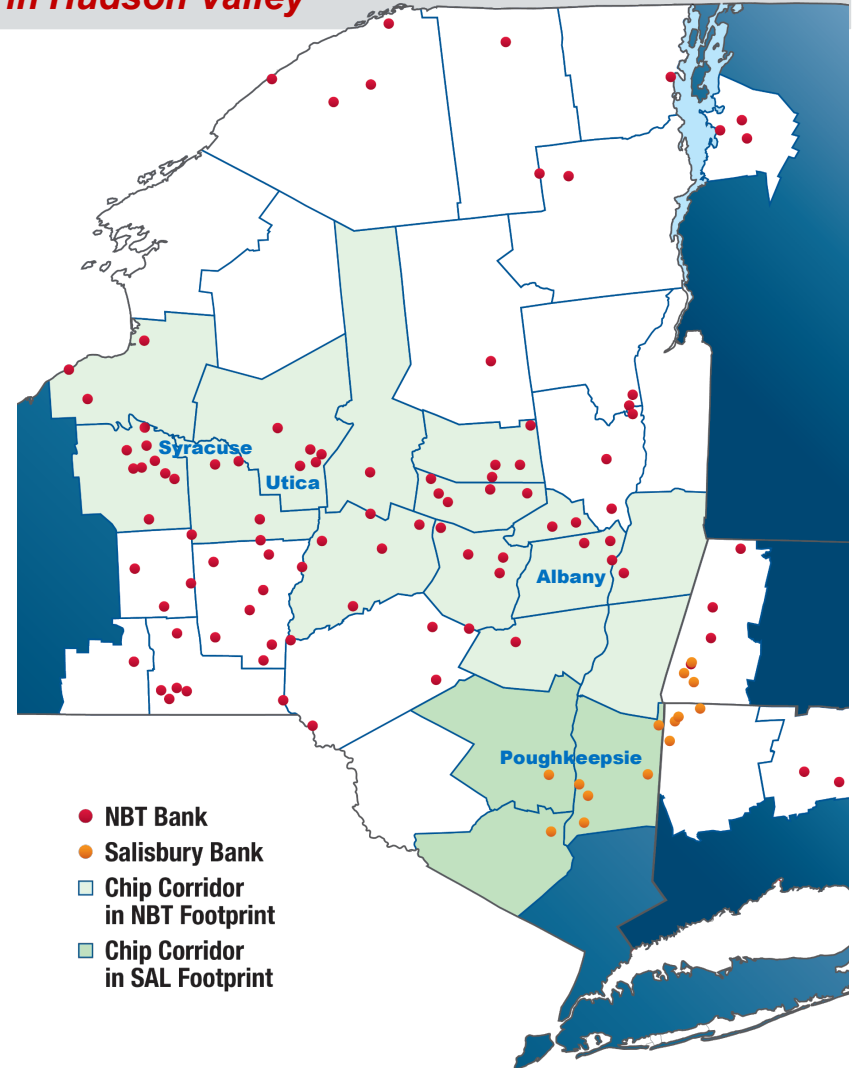 in Hudson Valley
Syracuse
Utica
Albany
Poughkeepsie
NBT Bank
Salisbury Bank
Chip Corridor
in NBT Footprint
Chip Corridor
in SAL Footprint